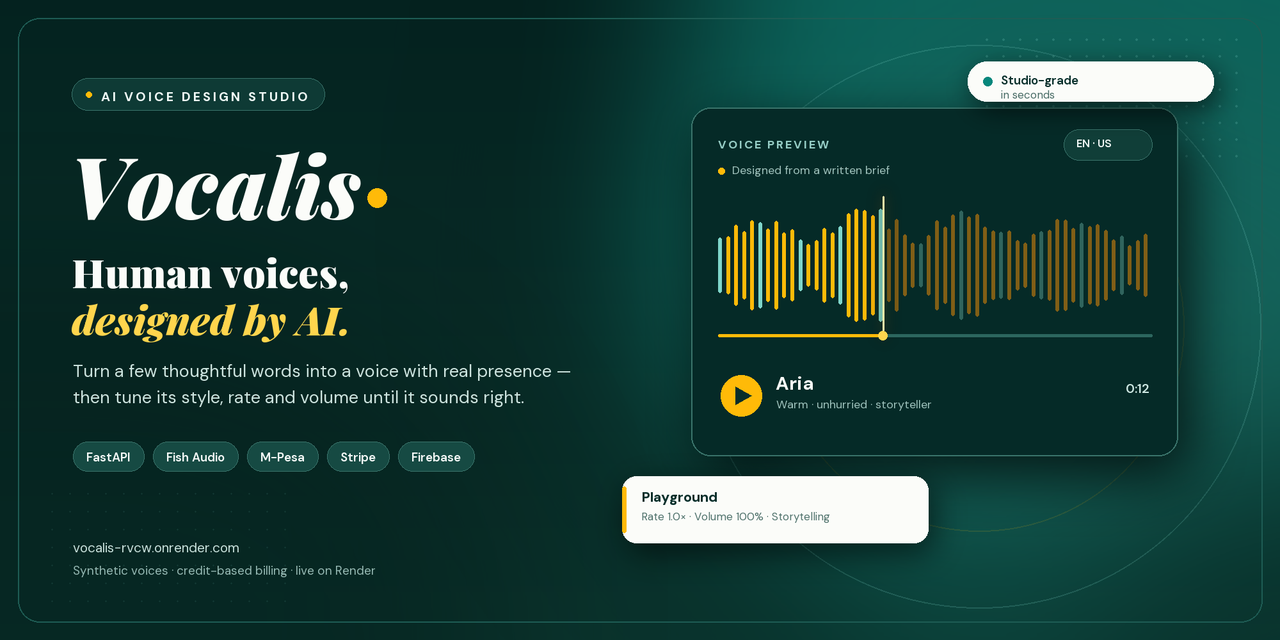 AI VOICE DESIGN STUDIO
Vocalis
Human voices,
designed by AI.
Turn a few thoughtful words into a voice with real presence —
then tune its style, rate and volume until it sounds right.
FastAPI
Fish Audio
M-Pesa
Stripe
Firebase
vocalis-rvcw.onrender.com
Synthetic voices · credit-based billing · live on Render
Studio-grade
in seconds
VOICE PREVIEW
EN · US
Designed from a written brief
Aria
Warm · unhurried · storyteller
0:12
Playground
Rate 1.0× · Volume 100% · Storytelling